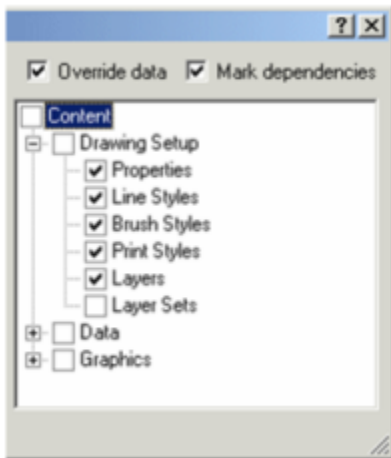 Override data Mark dependencies
Content
Drawing Setup
Properties
Line Styles
Brush Styles
Print Styles
Layers
Layer Sets
Data
Graphics